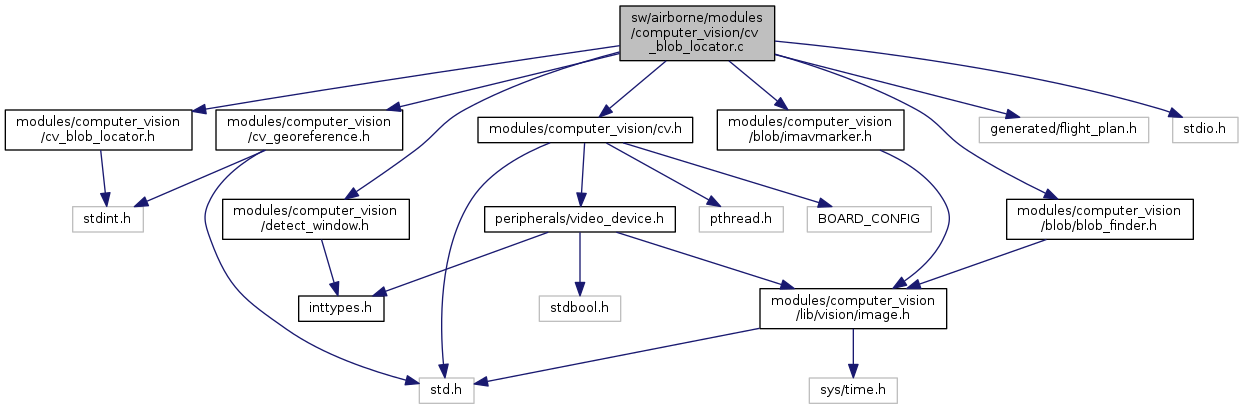 sw/airborne/modules
/computer_vision/cv
_blob_locator.c
modules/computer_vision
/cv_blob_locator.h
modules/computer_vision
/cv_georeference.h
modules/computer_vision/cv.h
modules/computer_vision
/blob/imavmarker.h
generated/flight_plan.h
stdio.h
stdint.h
modules/computer_vision
/detect_window.h
peripherals/video_device.h
pthread.h
BOARD_CONFIG
modules/computer_vision
/blob/blob_finder.h
inttypes.h
stdbool.h
modules/computer_vision
/lib/vision/image.h
std.h
sys/time.h